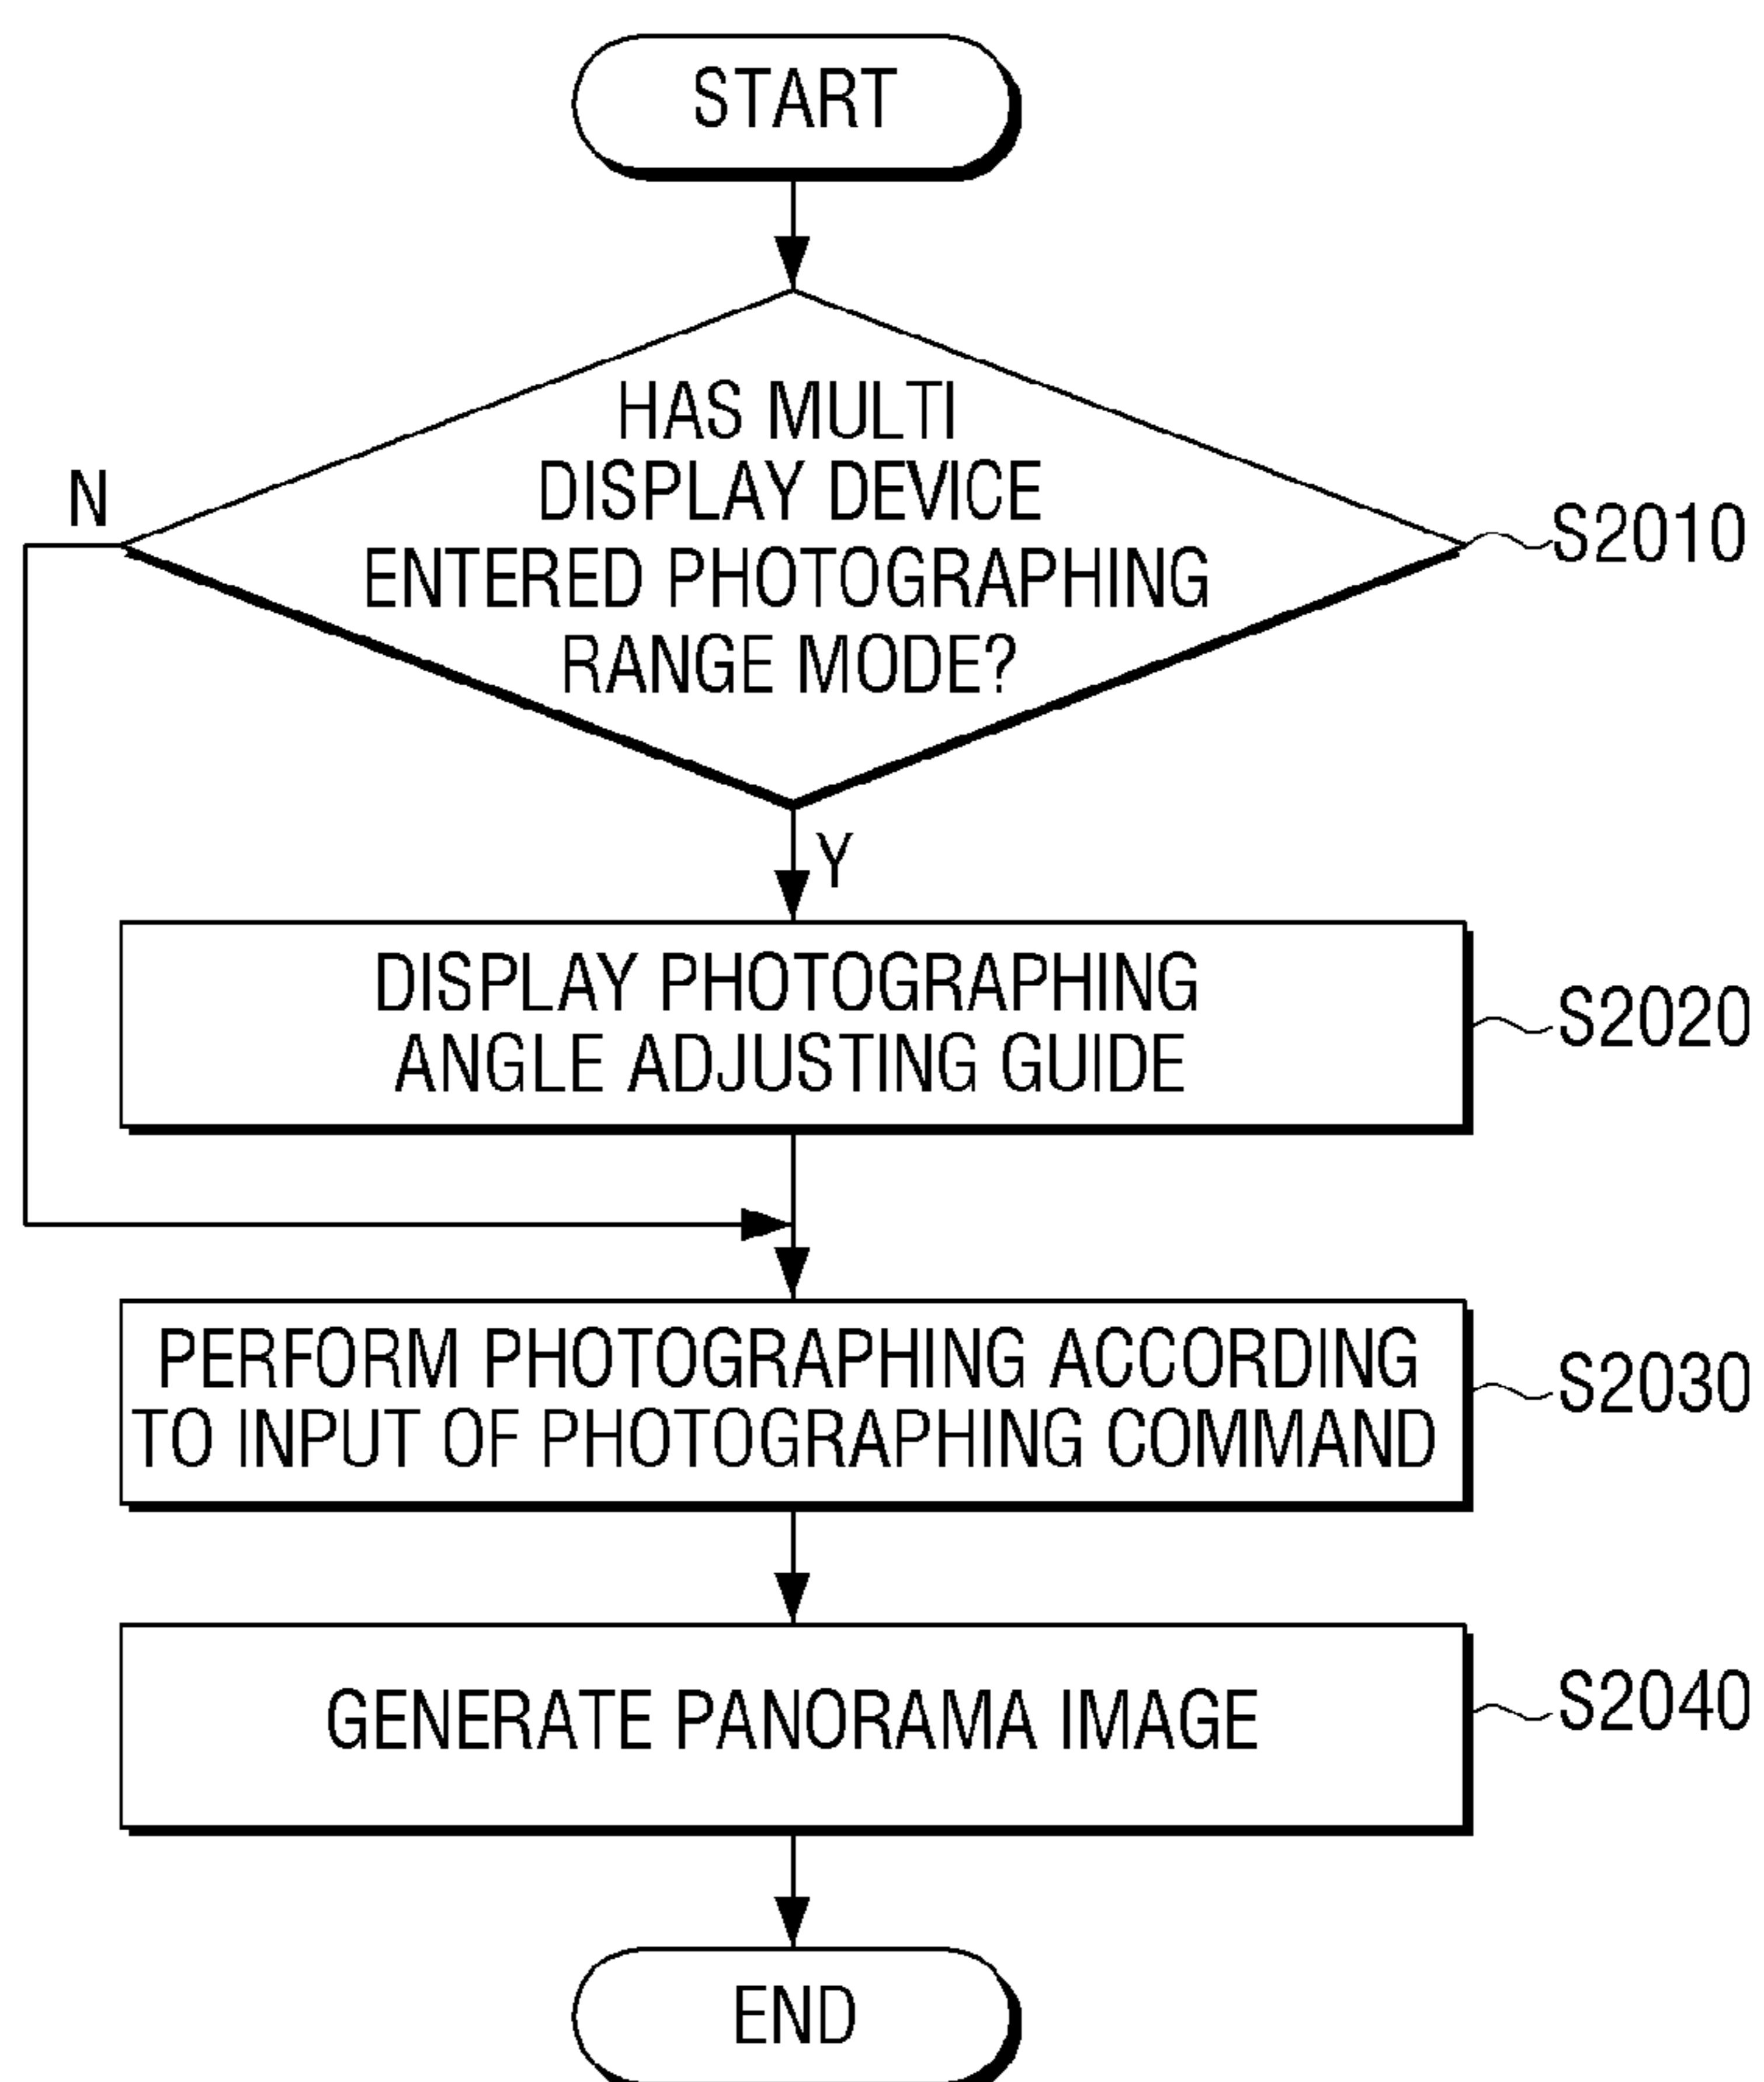 START
HAS MULTI
DISPLAY DEVICE
ENTERED PHOTOGRAPHING
RANGE MODE?
N
S2010
Y
DISPLAY PHOTOGRAPHING
ANGLE ADJUSTING GUIDE
S2020
PERFORM PHOTOGRAPHING ACCORDING
TO INPUT OF PHOTOGRAPHING COMMAND
S2030
GENERATE PANORAMA IMAGE
S2040
END